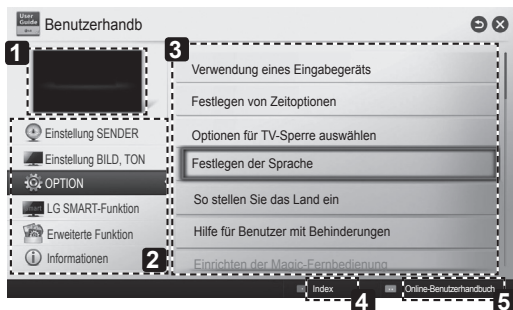 User
Guide
Benutzerhandb
1
3
Verwendung eines Eingabegeräts
Festlegen von Zeitoptionen
Optionen für TV-Sperre auswählen
Festlegen der Sprache
So stellen Sie das Land ein
Hilfe für Benutzer mit Behinderungen
Einrichten der Magic-Fernbedienung
Einstellung SENDER
Einstellung BILD, TON
OPTION
LG SMART-Funktion
Erweiterte Funktion
Informationen
2
Index
Online-Benutzerhandbuch
4
5